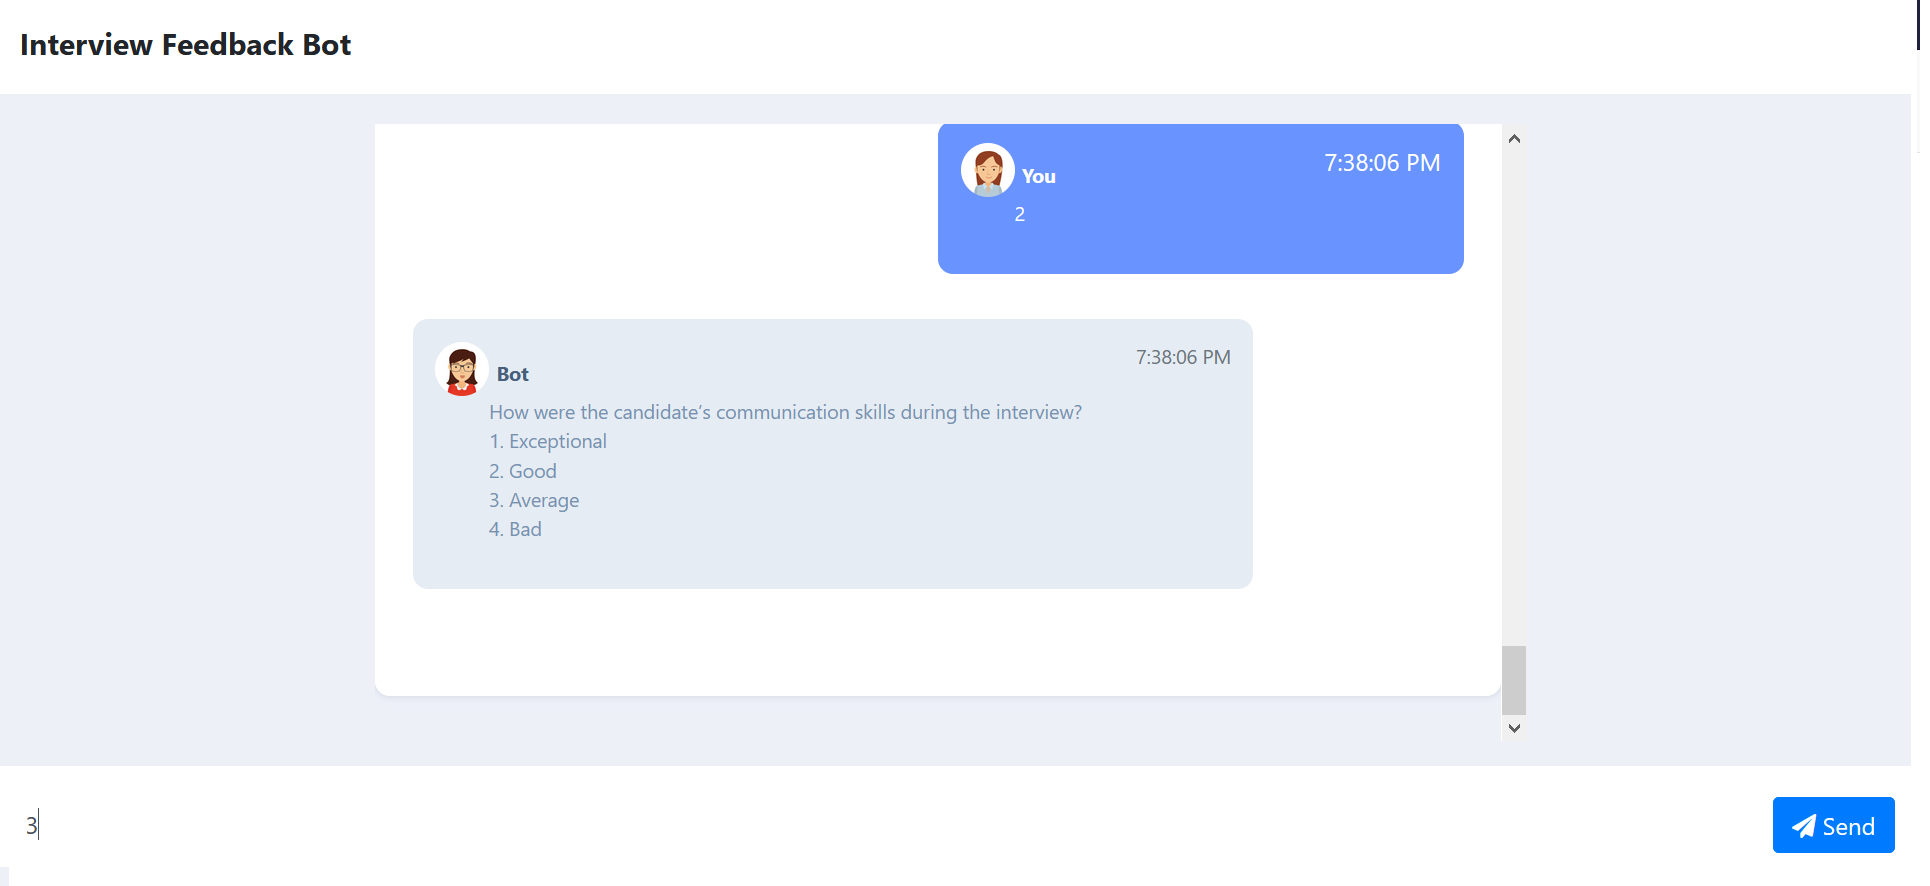 Interview Feedback Bot
You 7:38:06 PM
2
Bot 7:38:06 PM
How were the candidate's communication skills during the interview?
1. Exceptional
2. Good
3. Average
4. Bad
3
Send